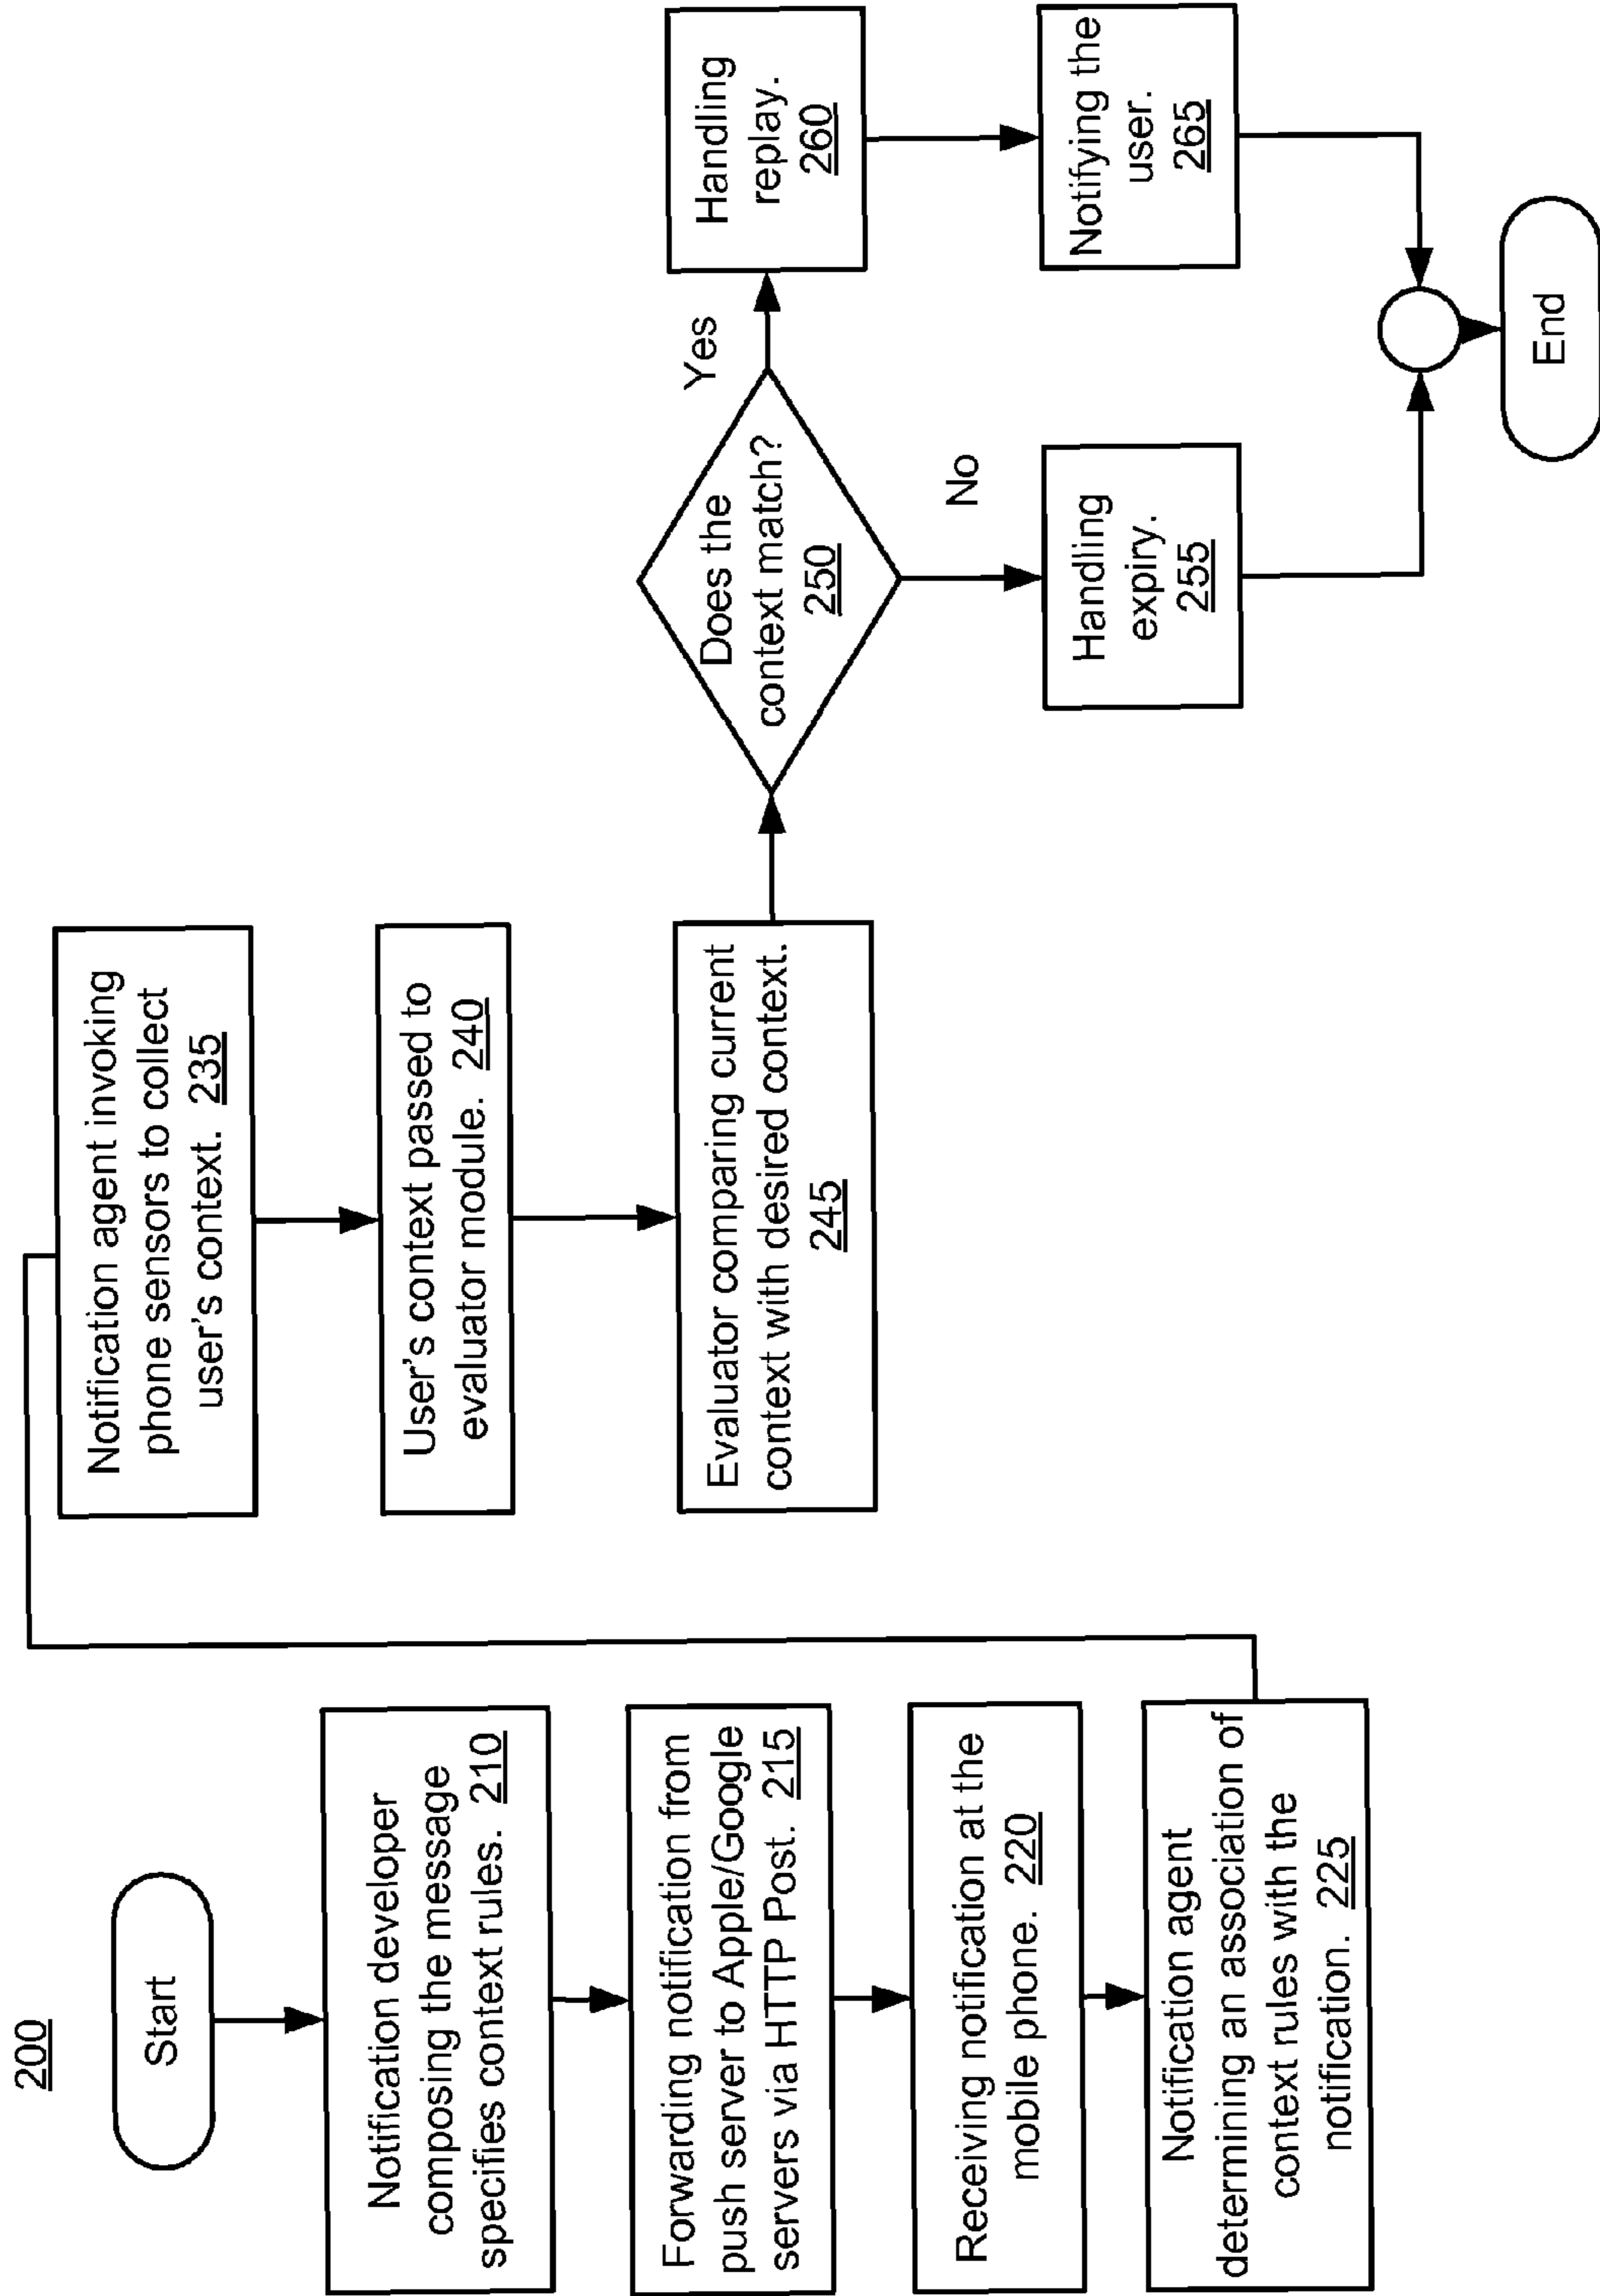 200
Start
Notification developer
composing the message
specifies context rules. 210
Forwarding notification from
push server to Apple/Google
servers via HTTP Post. 215
Receiving notification at the
mobile phone. 220
Notification agent
determining an association of
context rules with the
notification. 225
Notification agent invoking
phone sensors to collect
user's context. 235
User's context passed to
evaluator module. 240
Evaluator comparing current
context with desired context.
245
Does the
context match?
250
Yes
No
Handling
expiry.
255
Handling
replay.
260
Notifying the
user.
265
End